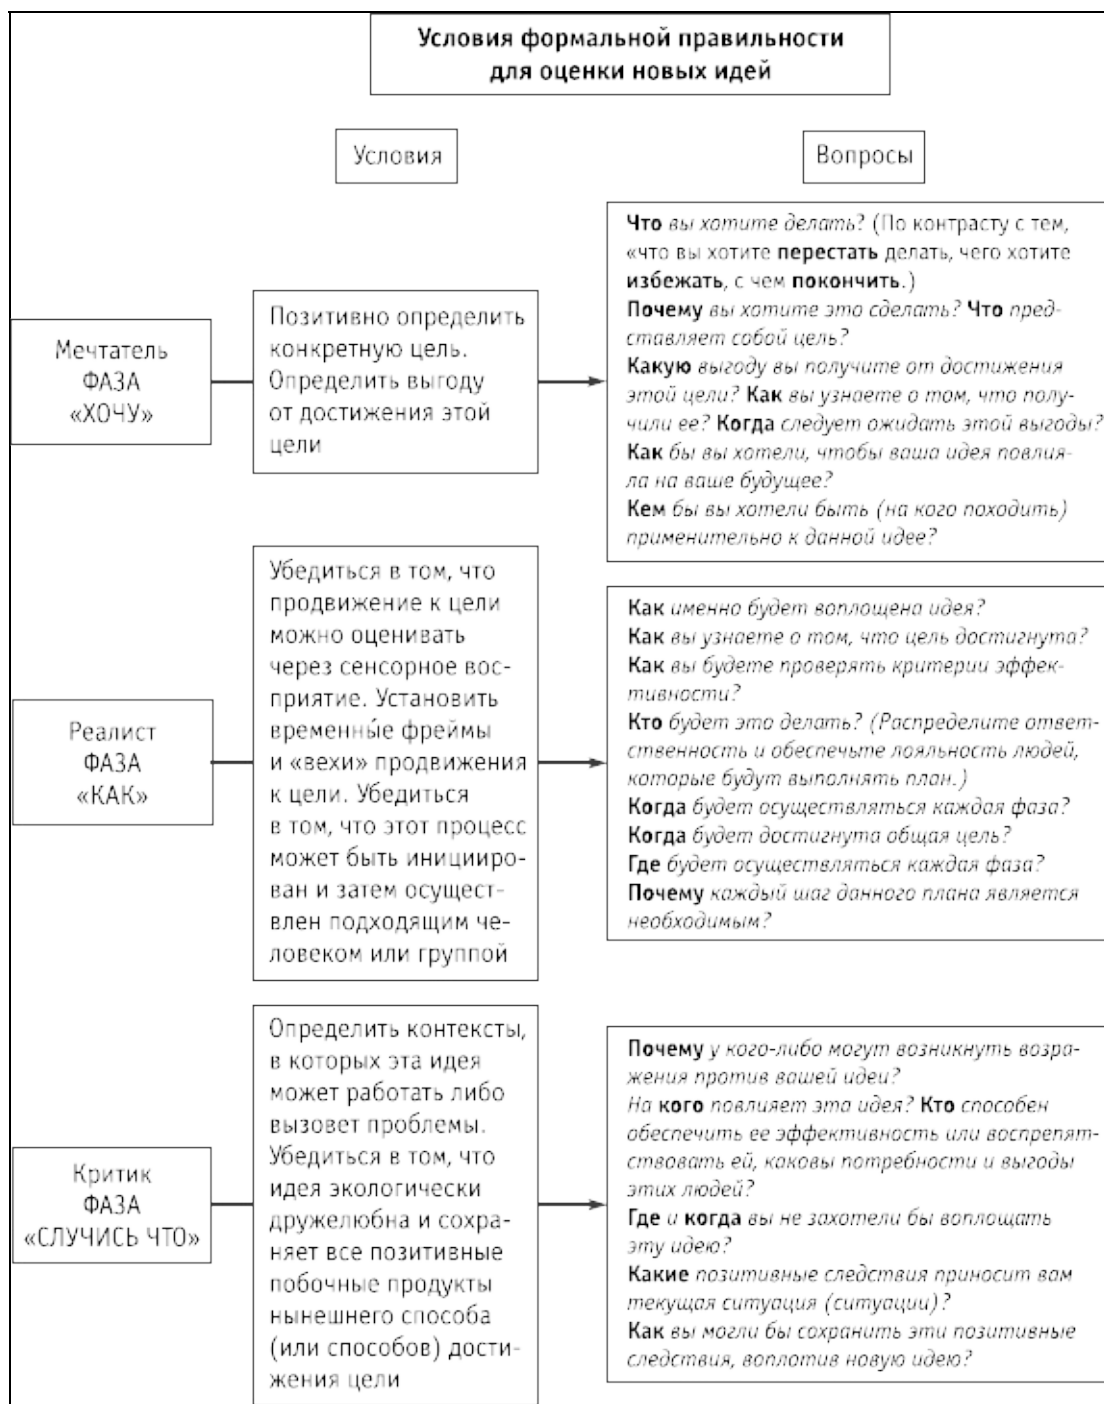 Условия формальной правильности
для оценки новых идей
Условия
Вопросы
Мечтатель
ФАЗА
«ХОЧУ»
Позитивно определить
конкретную цель.
Определить выгоду
от достижения этой
цели
Что вы хотите делать? (По контрасту с тем,
«что вы хотите перестать делать, чего хотите
избежать, с чем покончить.)
Почему вы хотите это сделать? Что пред-
ставляет собой цель?
Какую выгоду вы получите от достижения
этой цели? Как вы узнаете о том, что полу-
чили ее? Когда следует ожидать этой выгоды?
Как бы вы хотели, чтобы ваша идея повлия-
ла на ваше будущее?
Кем бы вы хотели быть (на кого походить)
применительно к данной идее?
Реалист
ФАЗА
«КАК»
Убедиться в том, что
продвижение к цели
можно оценивать
через сенсорное вос-
приятие. Установить
временны́е фреймы
и «вехи» продвижения
к цели. Убедиться
в том, что этот процесс
может быть иницииро-
ван и затем осущест-
влен подходящим че-
ловеком или группой
Как именно будет воплощена идея?
Как вы узнаете о том, что цель достигнута?
Как вы будете проверять критерии эффек-
тивности?
Кто будет это делать? (Распределите ответ-
ственность и обеспечьте лояльность людей,
которые будут выполнять план.)
Когда будет осуществляться каждая фаза?
Когда будет достигнута общая цель?
Где будет осуществляться каждая фаза?
Почему каждый шаг данного плана является
необходимым?
Критик
ФАЗА
«СЛУЧИСЬ ЧТО»
Определить контексты,
в которых эта идея
может работать либо
вызовет проблемы.
Убедиться в том, что
идея экологически
дружелюбна и сохра-
няет все позитивные
побочные продукты
нынешнего способа
(или способов) дости-
жения цели
Почему у кого-либо могут возникнуть возра-
жения против вашей идеи?
На кого повлияет эта идея? Кто способен
обеспечить ее эффективность или воспрепят-
ствовать ей, каковы потребности и выгоды
этих людей?
Где и когда вы не захотели бы воплощать
эту идею?
Какие позитивные следствия приносит вам
текущая ситуация (ситуации)?
Как вы могли бы сохранить эти позитивные
следствия, воплотив новую идею?